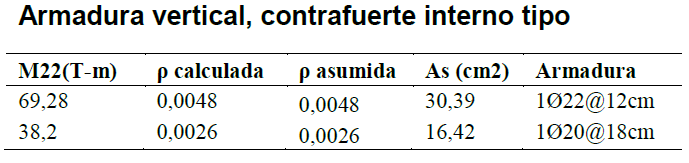 Armadura vertical, contrafuerte interno tipo
M22(T-m) ρ calculada ρ asumida As (cm2) Armadura
69,28 0,0048 0,0048 30,39 1Ø22@12cm
38,2 0,0026 0,0026 16,42 1Ø20@18cm